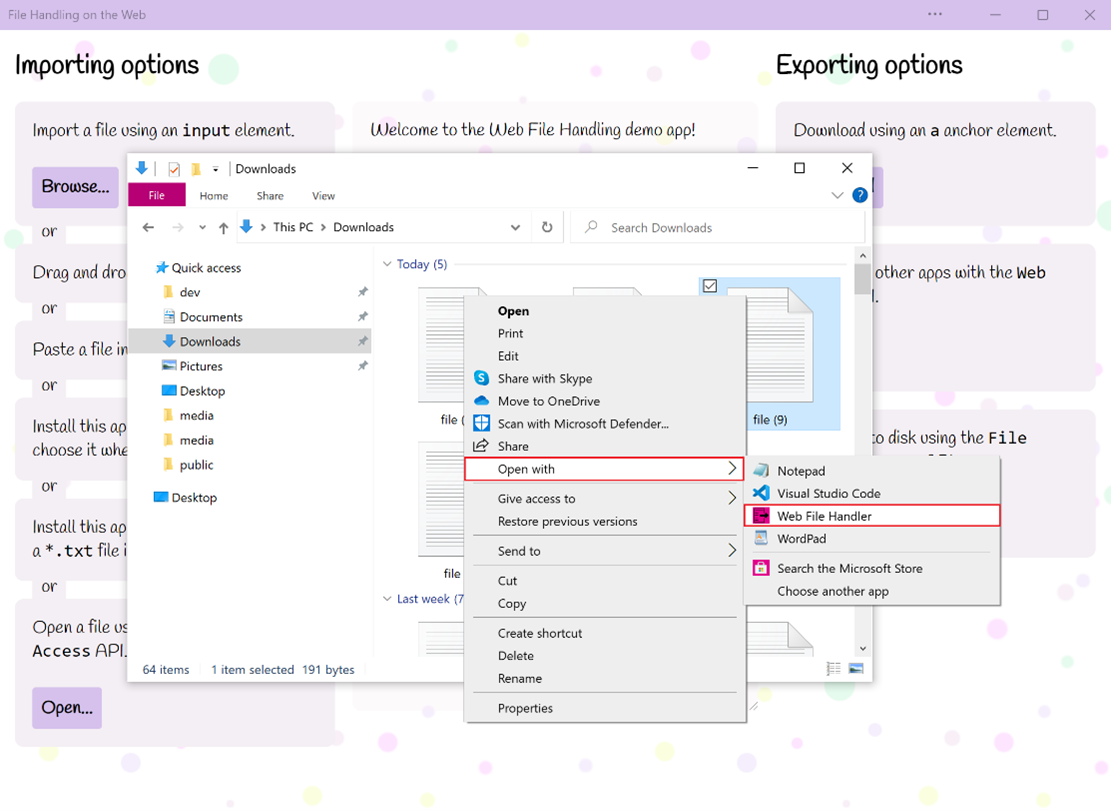 File Handling on the Web
Importing options
Exporting options
Import a file using an input element.
Browse...
or
Drag and dro
or
Paste a file in
or
Install this ap
choose it whe
or
Install this ap
a *.txt file i
or
Open a file us
Access API.
Open...
Welcome to the Web File Handling demo app!
Download using an a anchor element.
other apps with the Web
to disk using the File
Downloads
File
Home
Share
View
?
This PC
Downloads
Search Downloads
Quick access
dev
Documents
Downloads
Pictures
Desktop
media
media
public
Desktop
Today (5)
file (
file (9)
file
Last week (7
64 items
1 item selected
191 bytes
Open
Print
Edit
Share with Skype
Move to OneDrive
Scan with Microsoft Defender...
Share
Open with
Give access to
Restore previous versions
Send to
Cut
Copy
Create shortcut
Delete
Rename
Properties
Notepad
Visual Studio Code
Web File Handler
WordPad
Search the Microsoft Store
Choose another app